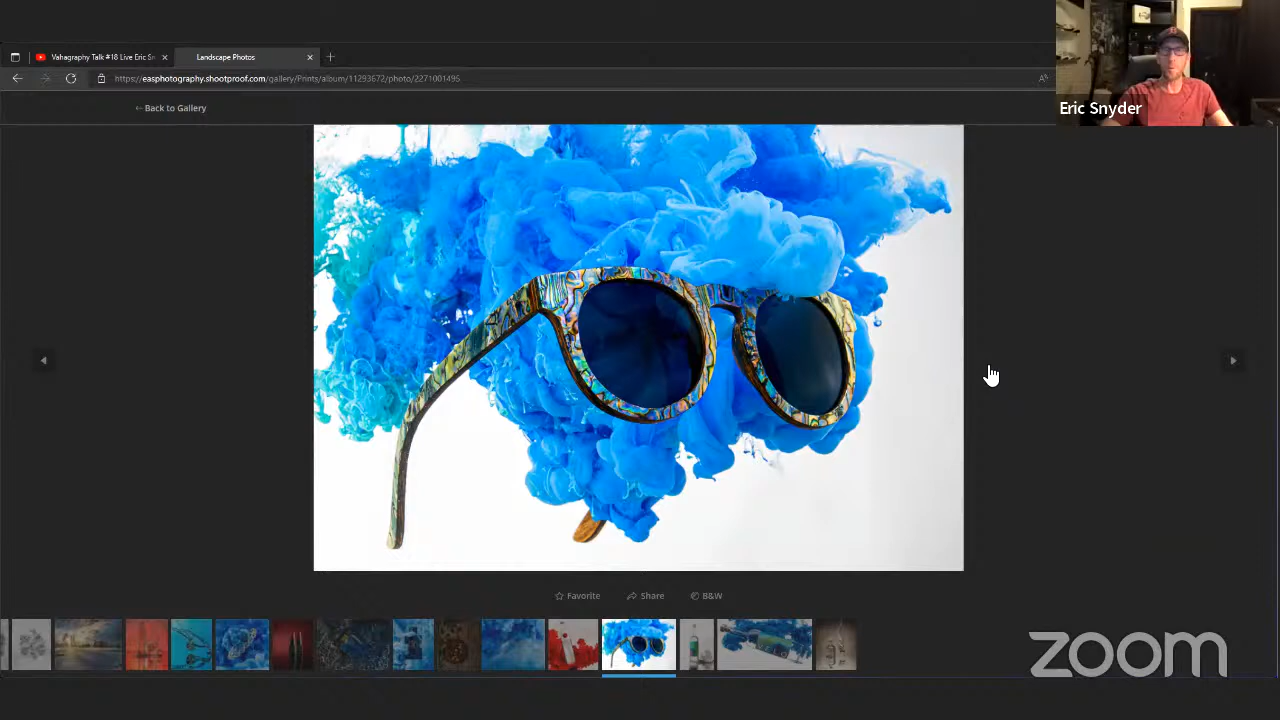 Vahagraphy Talk #18 Live Eric Sn
Landscape Photos
https://easphotography.shootproof.com/gallery/Prints/album/11293672/photo/2271001495
Eric Snyder
← Back to Gallery
Favorite
Share
B&W
zoom